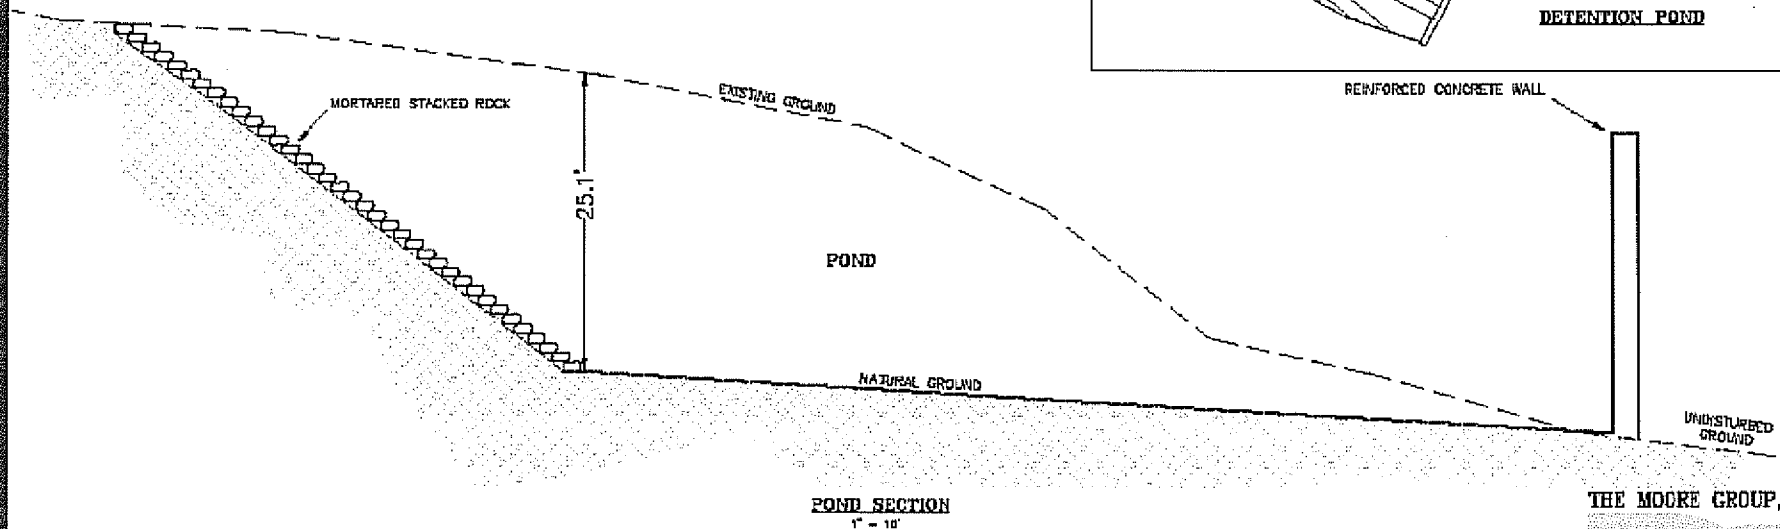 DETENTION POND
REINFORCED CONCRETE WALL
MORTARED STACKED ROCK
EXISTING GROUND
25.1'
POND
NATURAL GROUND
UNDISTURBED
GROUND
POND SECTION
1" = 10'
THE MOORE GROUP,